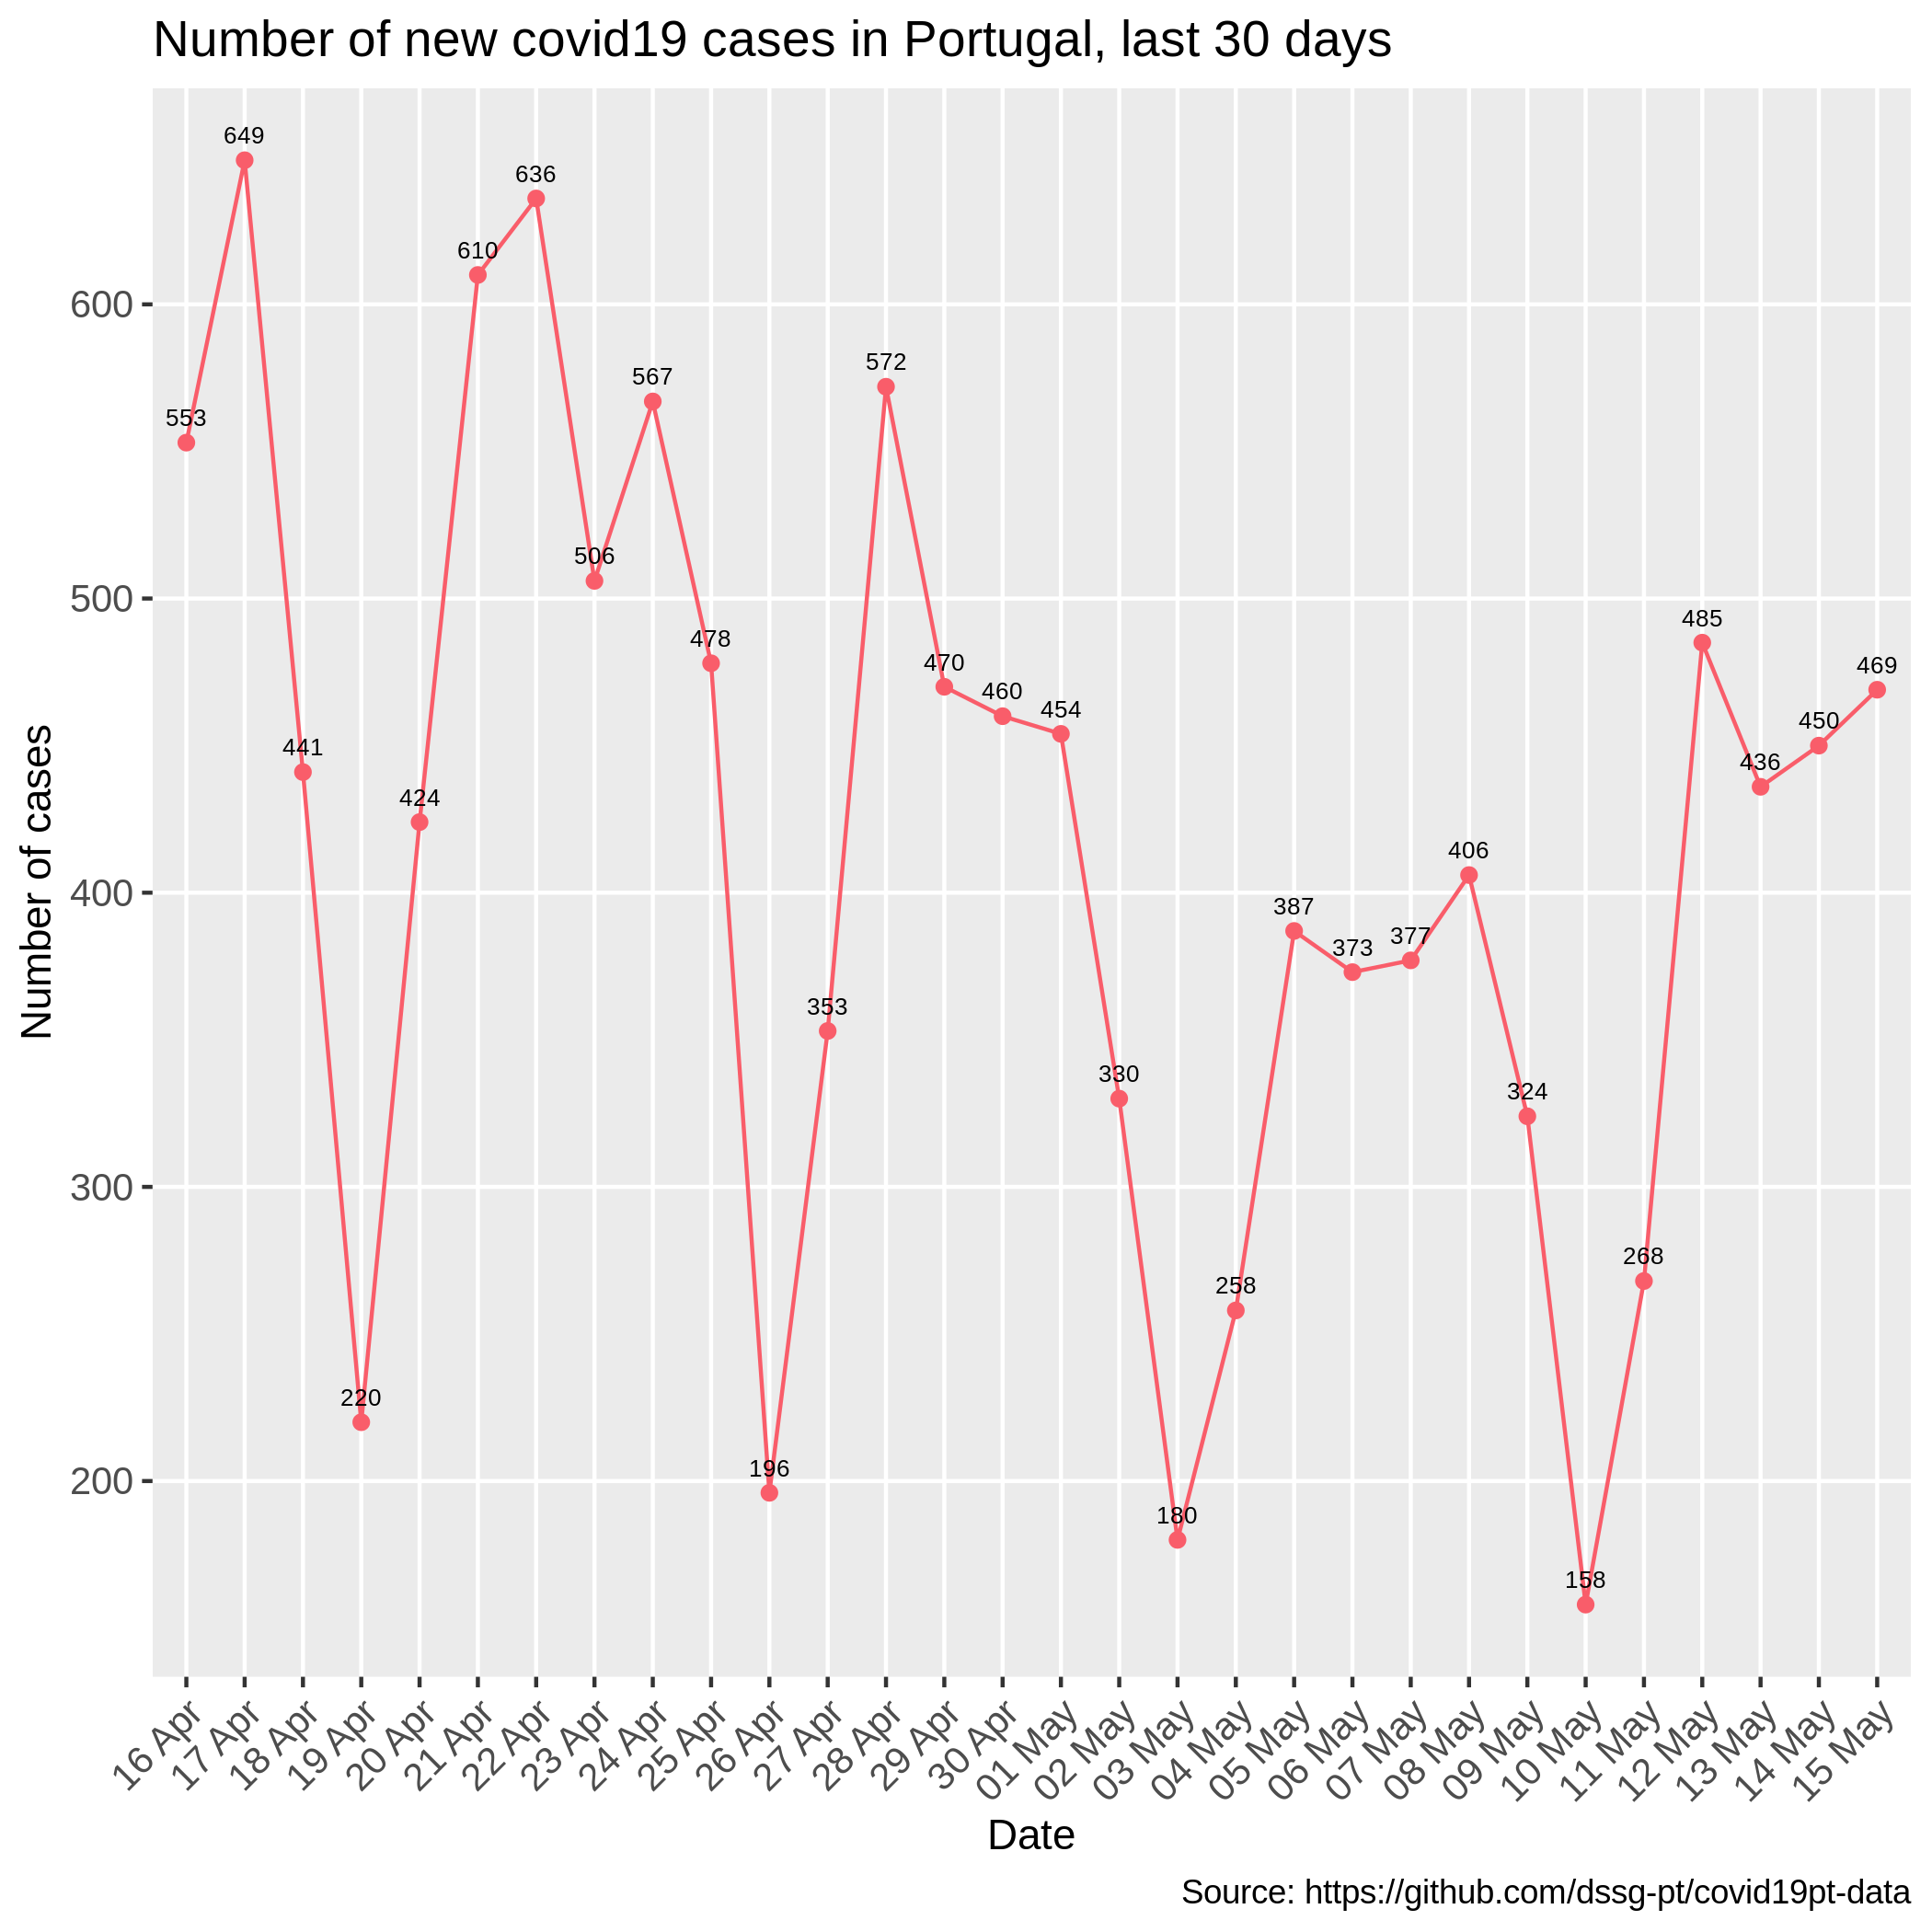 Number of new covid19 cases in Portugal, last 30 days
Number of cases
600
500
400
300
200
553
649
441
220
424
610
636
506
567
478
196
353
572
470
460
454
330
180
258
387
373
377
406
324
158
268
485
436
450
469
16 Apr
17 Apr
18 Apr
19 Apr
20 Apr
21 Apr
22 Apr
23 Apr
24 Apr
25 Apr
26 Apr
27 Apr
28 Apr
29 Apr
30 Apr
01 May
02 May
03 May
04 May
05 May
06 May
07 May
08 May
09 May
10 May
11 May
12 May
13 May
14 May
15 May
Date
Source: https://github.com/dssg-pt/covid19pt-data